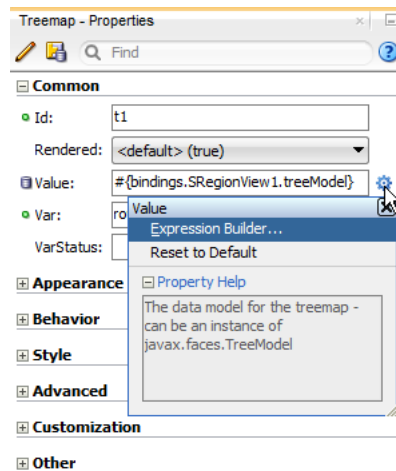 Treemap - Properties
Find
Common
Id: t1
Rendered: <default> (true)
Value: #{bindings.SRegionView1.treeModel}
Var: ro
Value
Expression Builder...
VarStatus:
Reset to Default
Appearance
Property Help
The data model for the treemap -
can be an instance of
javax.faces.TreeModel
Behavior
Style
Advanced
Customization
Other